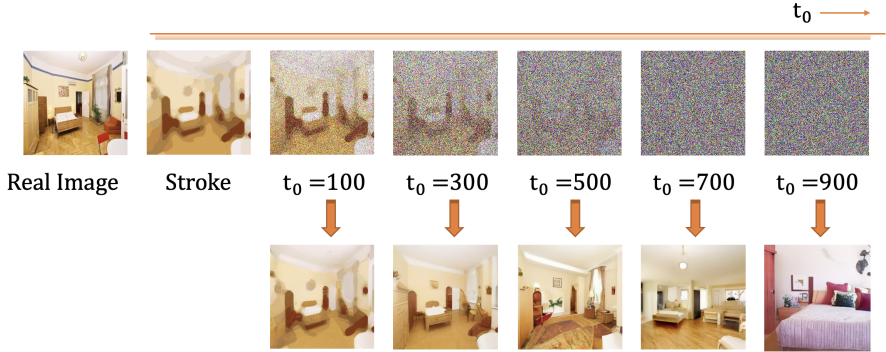 t₀
Real Image Stroke t₀ =100 t₀ =300 t₀ =500 t₀ =700 t₀ =900